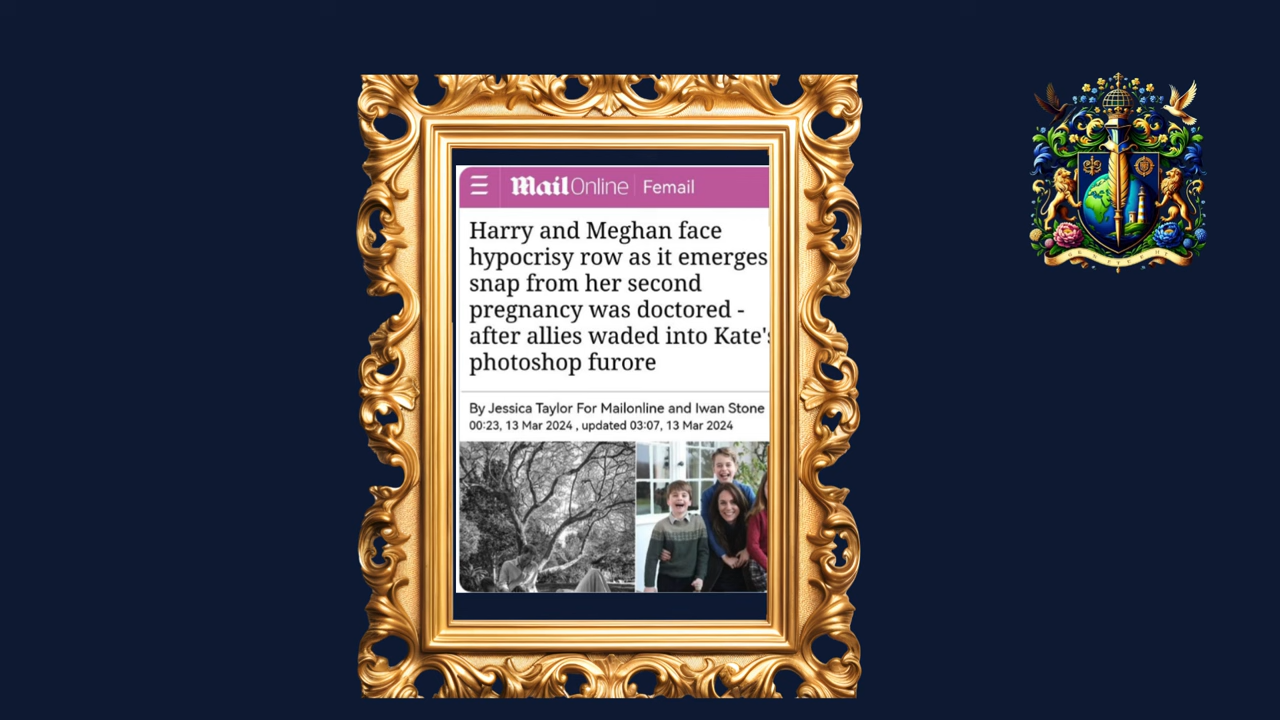 Mail Online Femail
Harry and Meghan face
hypocrisy row as it emerges
snap from her second
pregnancy was doctored -
after allies waded into Kate's
photoshop furore
By Jessica Taylor For Mailonline and Iwan Stone
00:23, 13 Mar 2024 , updated 03:07, 13 Mar 2024